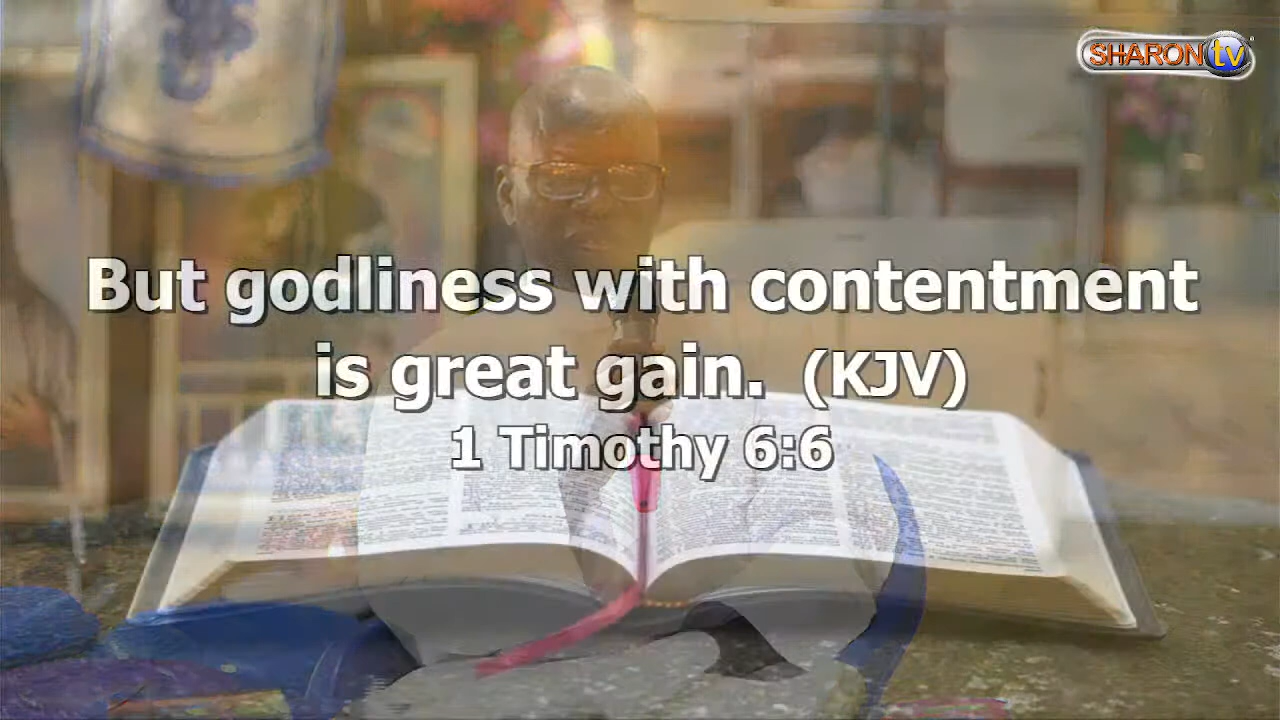 SHARON tv
But godliness with contentment
is great gain. (KJV)
1 Timothy 6:6